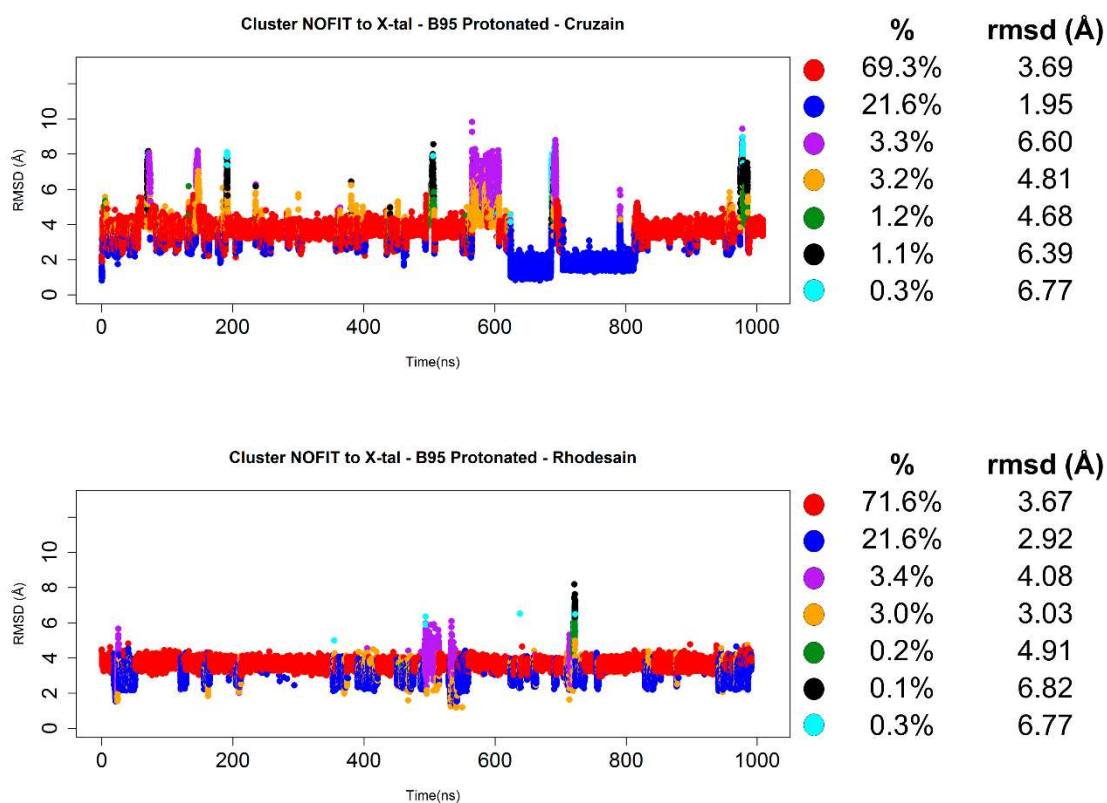 Cluster NOFIT to X-tal - B95 Protonated - Cruzain
% rmsd (Å)
69.3% 3.69
21.6% 1.95
3.3% 6.60
3.2% 4.81
1.2% 4.68
1.1% 6.39
0.3% 6.77
RMSD (Å)
10
8
6
4
2
0
0 200 400 600 800 1000
Time(ns)
Cluster NOFIT to X-tal - B95 Protonated - Rhodesain
% rmsd (Å)
71.6% 3.67
21.6% 2.92
3.4% 4.08
3.0% 3.03
0.2% 4.91
0.1% 6.82
0.3% 6.77
RMSD (Å)
10
8
6
4
2
0
0 200 400 600 800 1000
Time(ns)